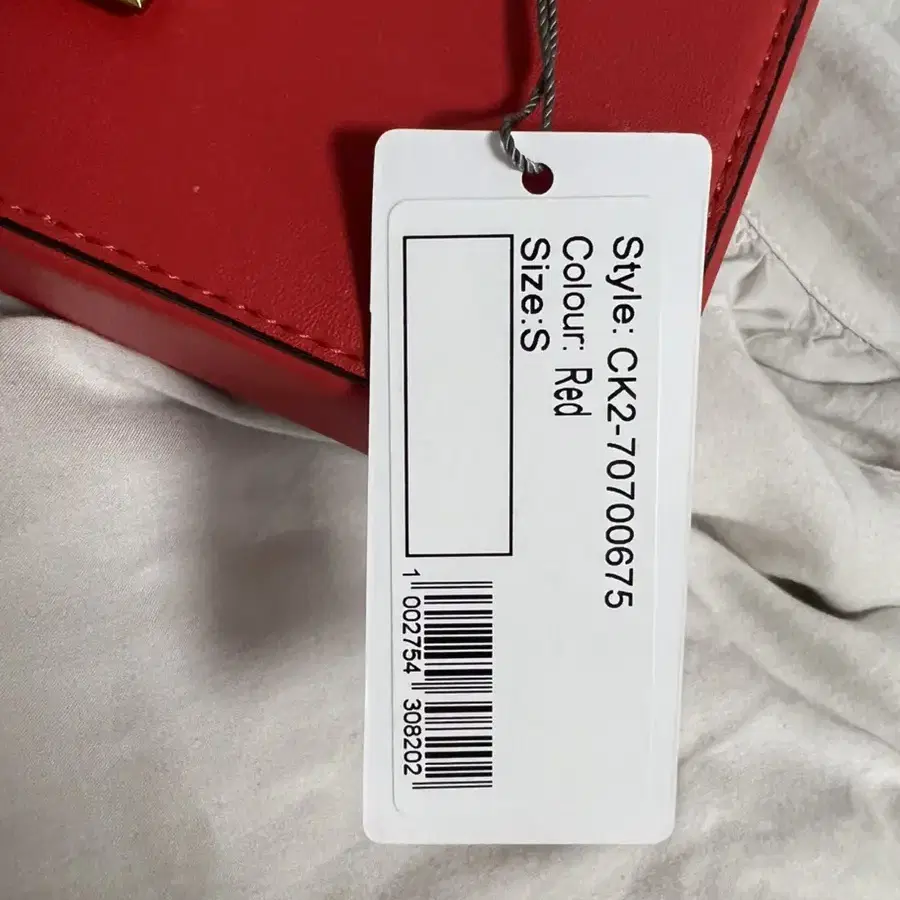 Style: CK2-70700675
Colour: Red
Size:S
1 002754 308202